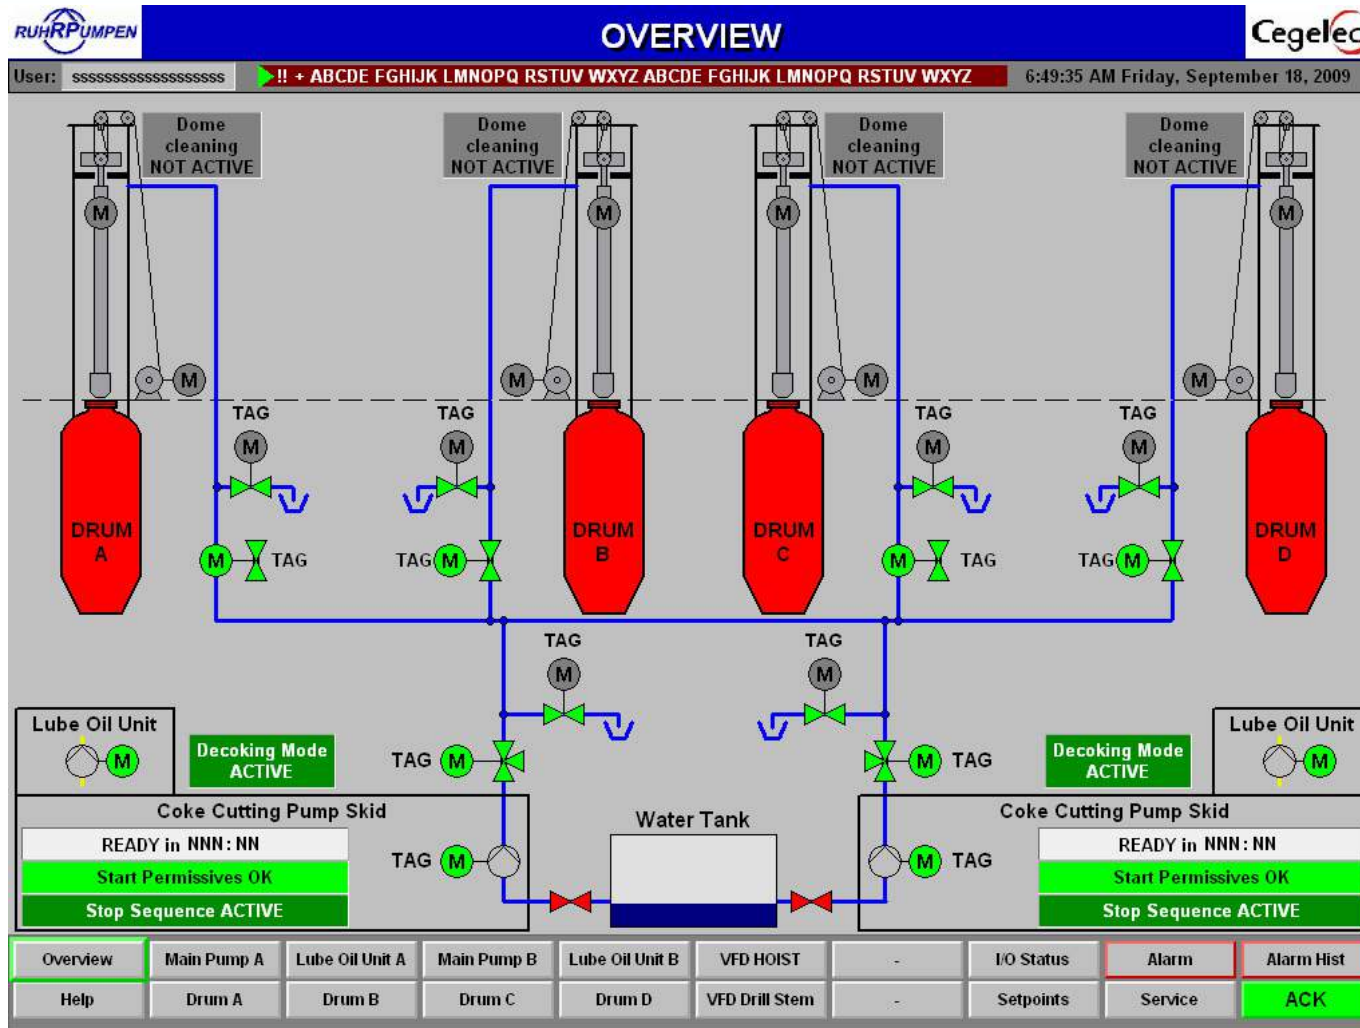 RUHRPUMPEN
OVERVIEW
Cegelec
User: sssssssssssssssssss
!! + ABCDE FGHIJK LMNOPQ RSTUV WXYZ ABCDE FGHIJK LMNOPQ RSTUV WXYZ
6:49:35 AM Friday, September 18, 2009
Dome
cleaning
NOT ACTIVE
Dome
cleaning
NOT ACTIVE
Dome
cleaning
NOT ACTIVE
Dome
cleaning
NOT ACTIVE
M
M
M
M
M
M
M
M
TAG
TAG
TAG
TAG
M
M
M
M
DRUM
A
DRUM
B
DRUM
C
DRUM
D
M TAG
TAG M
M TAG
TAG M
TAG
M
TAG
M
Lube Oil Unit
M
Decoking Mode
ACTIVE
TAG M
M TAG
Decoking Mode
ACTIVE
Lube Oil Unit
M
Coke Cutting Pump Skid
READY in NNN : NN
Start Permissives OK
Stop Sequence ACTIVE
TAG M
Water Tank
M TAG
Coke Cutting Pump Skid
READY in NNN : NN
Start Permissives OK
Stop Sequence ACTIVE
Overview Main Pump A Lube Oil Unit A Main Pump B Lube Oil Unit B VFD HOIST - I/O Status Alarm Alarm Hist
Help Drum A Drum B Drum C Drum D VFD Drill Stem - Setpoints Service ACK